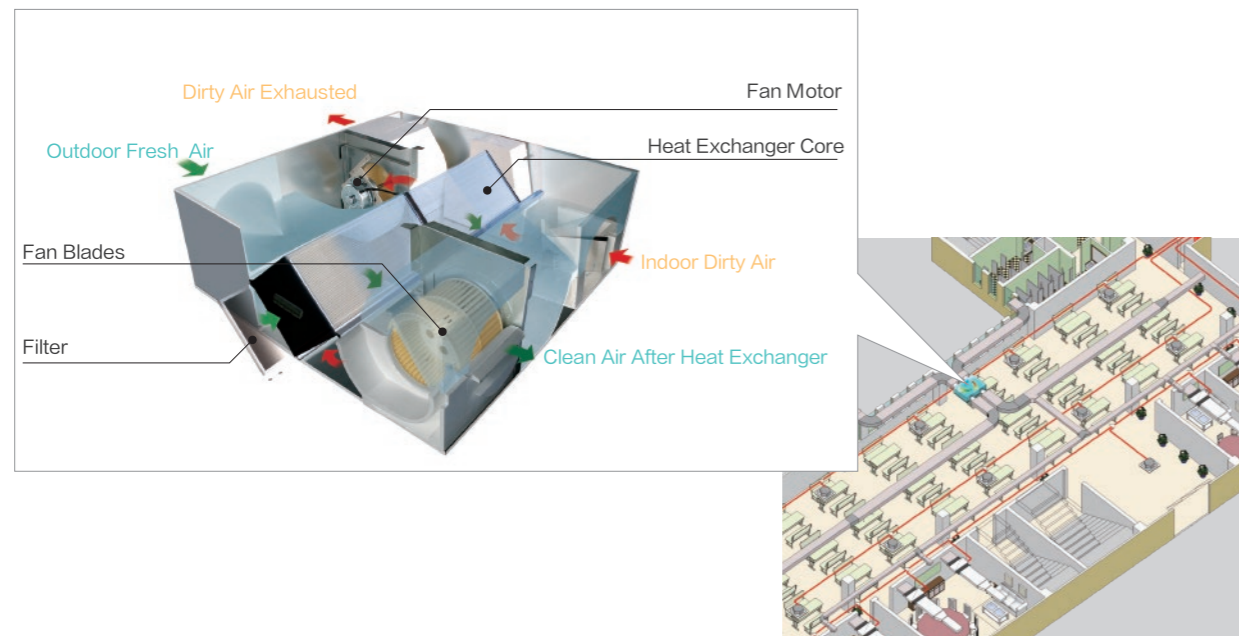 Dirty Air Exhausted
Fan Motor
Outdoor Fresh Air
Heat Exchanger Core
Fan Blades
Indoor Dirty Air
Filter
Clean Air After Heat Exchanger